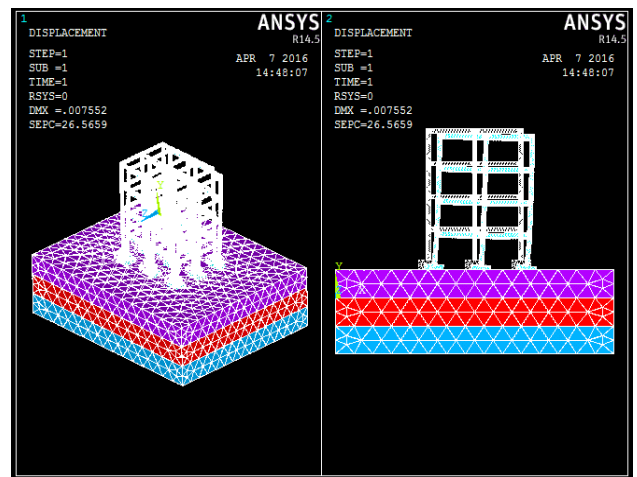 1
DISPLACEMENT
STEP=1
SUB =1
TIME=1
RSYS=0
DMX =.007552
SEPC=26.5659
ANSYS
R14.5
APR 7 2016
14:48:07
Y
Z
2
DISPLACEMENT
STEP=1
SUB =1
TIME=1
RSYS=0
DMX =.007552
SEPC=26.5659
ANSYS
R14.5
APR 7 2016
14:48:07
Y